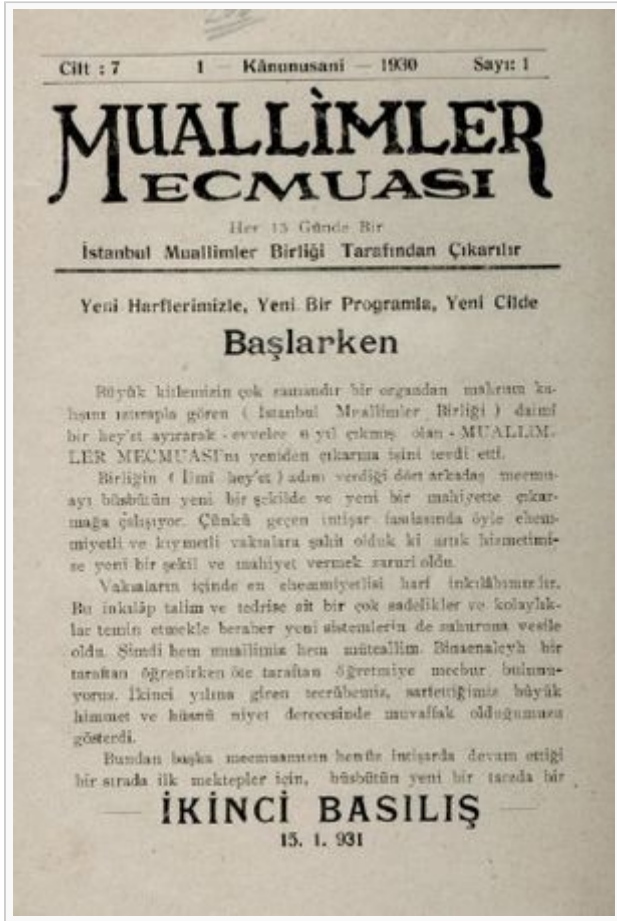 Cilt : 7 1 — Kânunusani — 1930 Sayı: 1
MUALLİMLER
MECMUASI
Her 15 Günde Bir
İstanbul Muallimler Birliği Tarafından Çıkarılır
Yeni Harflerimizle, Yeni Bir Programla, Yeni Cilde
Başlarken
Büyük kitlemizin çok zamandır bir organdan mahrum ka-
lışını ıztırapla gören ( İstanbul Muallimler Birliği ) daimî
bir hey'et ayırarak - evvelce 6 yıl çıkmış olan - MUALLİM-
LER MECMUASI'nı yeniden çıkarma işini tevdi etti.
Birliğin ( İlmî hey'et ) adını verdiği dört arkadaş mecmu-
ayı büsbütün yeni bir şekilde ve yeni bir mahiyette çıkar-
mağa çalışıyor. Çünkü geçen intişar fasılasında öyle ehem-
miyetli ve kıymetli vakalara şahit olduk ki artık hizmetimi-
ze yeni bir şekil ve mahiyet vermek zaruri oldu.
Vakaların içinde en ehemmiyetlisi harf inkılâbımızdır.
Bu inkılâp talim ve tedrise ait bir çok sadelikler ve kolaylık-
lar temin etmekle beraber yeni sistemlerin de zuhuruna vesile
oldu. Şimdi hem muallimiz hem müteallim. Binaenaleyh bir
taraftan öğrenirken öte taraftan öğretmiye mecbur bulunu-
yoruz. İkinci yılına giren tecrübemiz, sarfettiğimiz büyük
himmet ve hüsnü niyet derecesinde muvaffak olduğumuzu
gösterdi.
Bundan başka mecmuamızın henüz intişarda devam ettiği
bir sırada ilk mektepler için, büsbütün yeni bir tarzda bir
İKİNCİ BASILIŞ
15. 1. 931